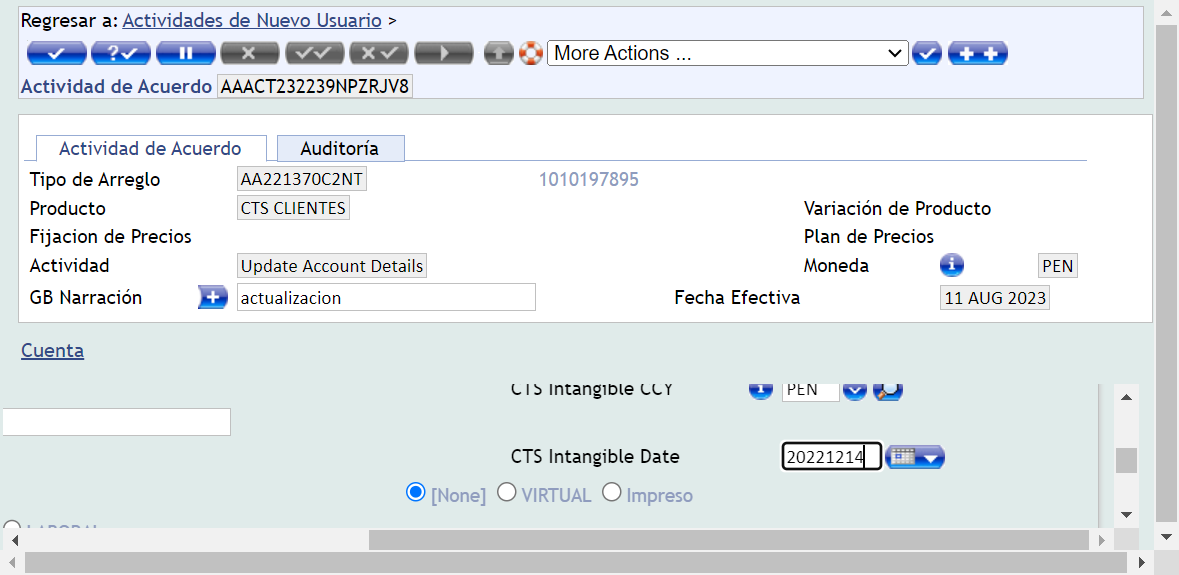 Regresar a: Actividades de Nuevo Usuario >
More Actions ...
Actividad de Acuerdo AAACT232239NPZRJV8
Actividad de Acuerdo Auditoría
Tipo de Arreglo AA221370C2NT 1010197895
Producto CTS CLIENTES Variación de Producto
Fijacion de Precios Plan de Precios
Actividad Update Account Details Moneda PEN
GB Narración actualizacion Fecha Efectiva 11 AUG 2023
Cuenta
CTS Intangible CCY PEN
CTS Intangible Date 20221214
[None] VIRTUAL Impreso
LABORAL